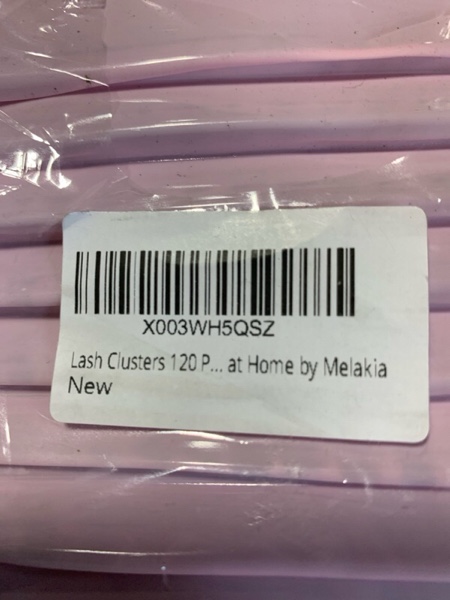 X003WH5QSZ
Lash Clusters 120 P... at Home by Melakia
New